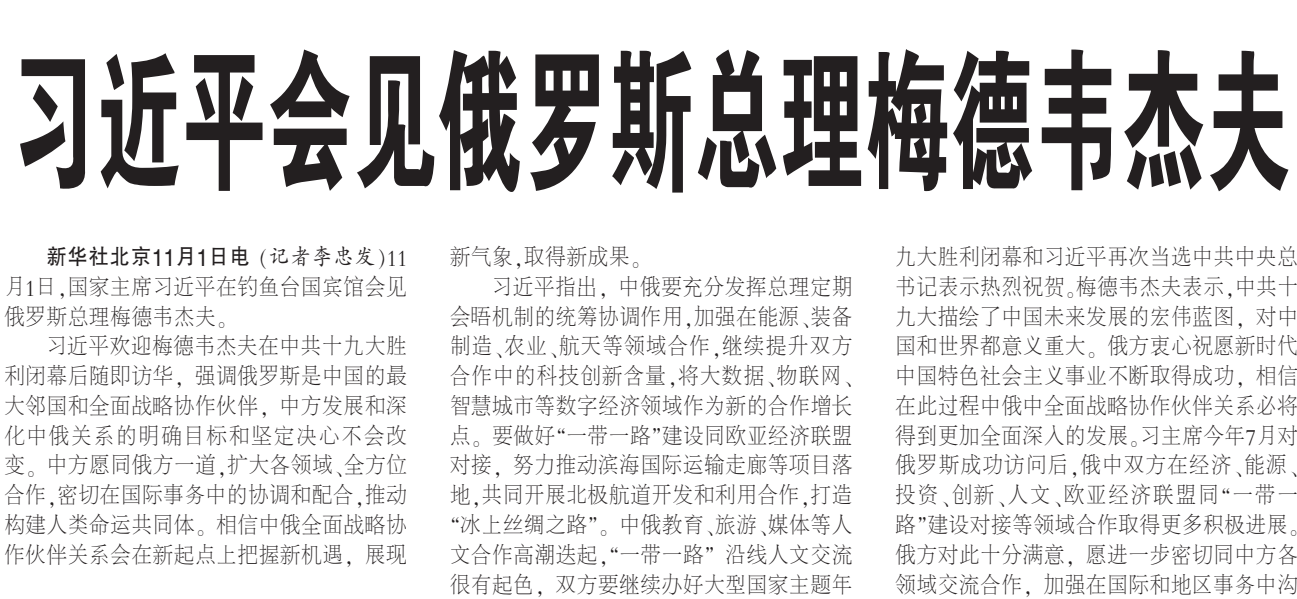 习近平会见俄罗斯总理梅德韦杰夫
新华社北京11月1日电 (记者李忠发)11
月1日,国家主席习近平在钓鱼台国宾馆会见
俄罗斯总理梅德韦杰夫。
习近平欢迎梅德韦杰夫在中共十九大胜
利闭幕后随即访华，强调俄罗斯是中国的最
大邻国和全面战略协作伙伴，中方发展和深
化中俄关系的明确目标和坚定决心不会改
变。中方愿同俄方一道,扩大各领域、全方位
合作,密切在国际事务中的协调和配合,推动
构建人类命运共同体。相信中俄全面战略协
作伙伴关系会在新起点上把握新机遇，展现
新气象,取得新成果。
习近平指出，中俄要充分发挥总理定期
会晤机制的统筹协调作用,加强在能源、装备
制造、农业、航天等领域合作,继续提升双方
合作中的科技创新含量,将大数据、物联网、
智慧城市等数字经济领域作为新的合作增长
点。要做好“一带一路”建设同欧亚经济联盟
对接，努力推动滨海国际运输走廊等项目落
地,共同开展北极航道开发和利用合作,打造
“冰上丝绸之路”。中俄教育、旅游、媒体等人
文合作高潮迭起,“一带一路”沿线人文交流
很有起色，双方要继续办好大型国家主题年
九大胜利闭幕和习近平再次当选中共中央总
书记表示热烈祝贺。梅德韦杰夫表示,中共十
九大描绘了中国未来发展的宏伟蓝图，对中
国和世界都意义重大。俄方衷心祝愿新时代
中国特色社会主义事业不断取得成功，相信
在此过程中俄中全面战略协作伙伴关系必将
得到更加全面深入的发展。习主席今年7月对
俄罗斯成功访问后,俄中双方在经济、能源、
投资、创新、人文、欧亚经济联盟同“一带一
路”建设对接等领域合作取得更多积极进展。
俄方对此十分满意，愿进一步密切同中方各
领域交流合作，加强在国际和地区事务中沟